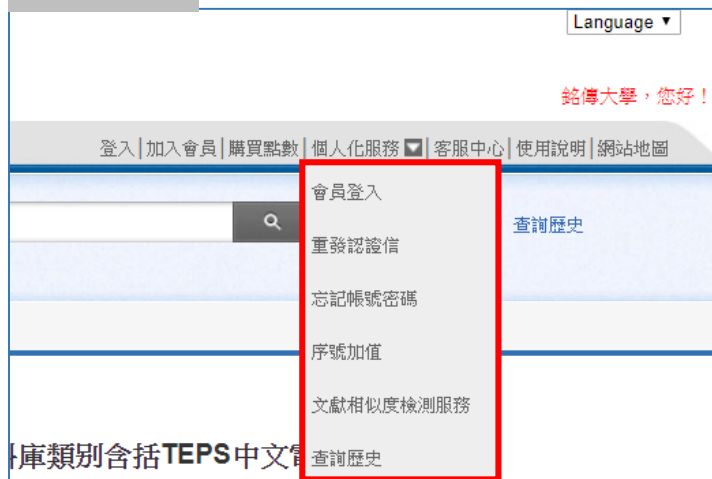 Language ▼
銘傳大學，您好！
登入|加入會員|購買點數|個人化服務|客服中心|使用說明|網站地圖
會員登入
查詢歷史
重發認證信
忘記帳號密碼
序號加值
文獻相似度檢測服務
庫類別含括TEPS中文
查詢歷史